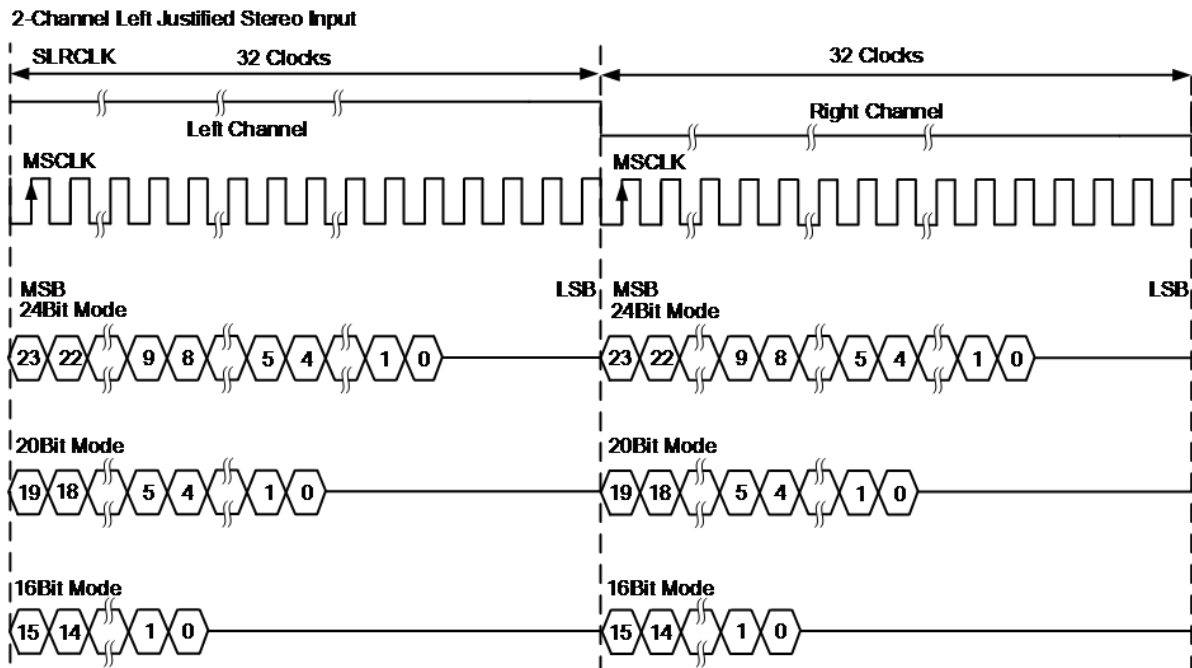 2-Channel Left Justified Stereo Input
SLRCLK 32 Clocks 32 Clocks
Left Channel Right Channel
MSCLK MSCLK
MSB LSB MSB LSB
24Bit Mode 24Bit Mode
23 22 9 8 5 4 1 0 23 22 9 8 5 4 1 0
20Bit Mode 20Bit Mode
19 18 5 4 1 0 19 18 5 4 1 0
16Bit Mode 16Bit Mode
15 14 1 0 15 14 1 0